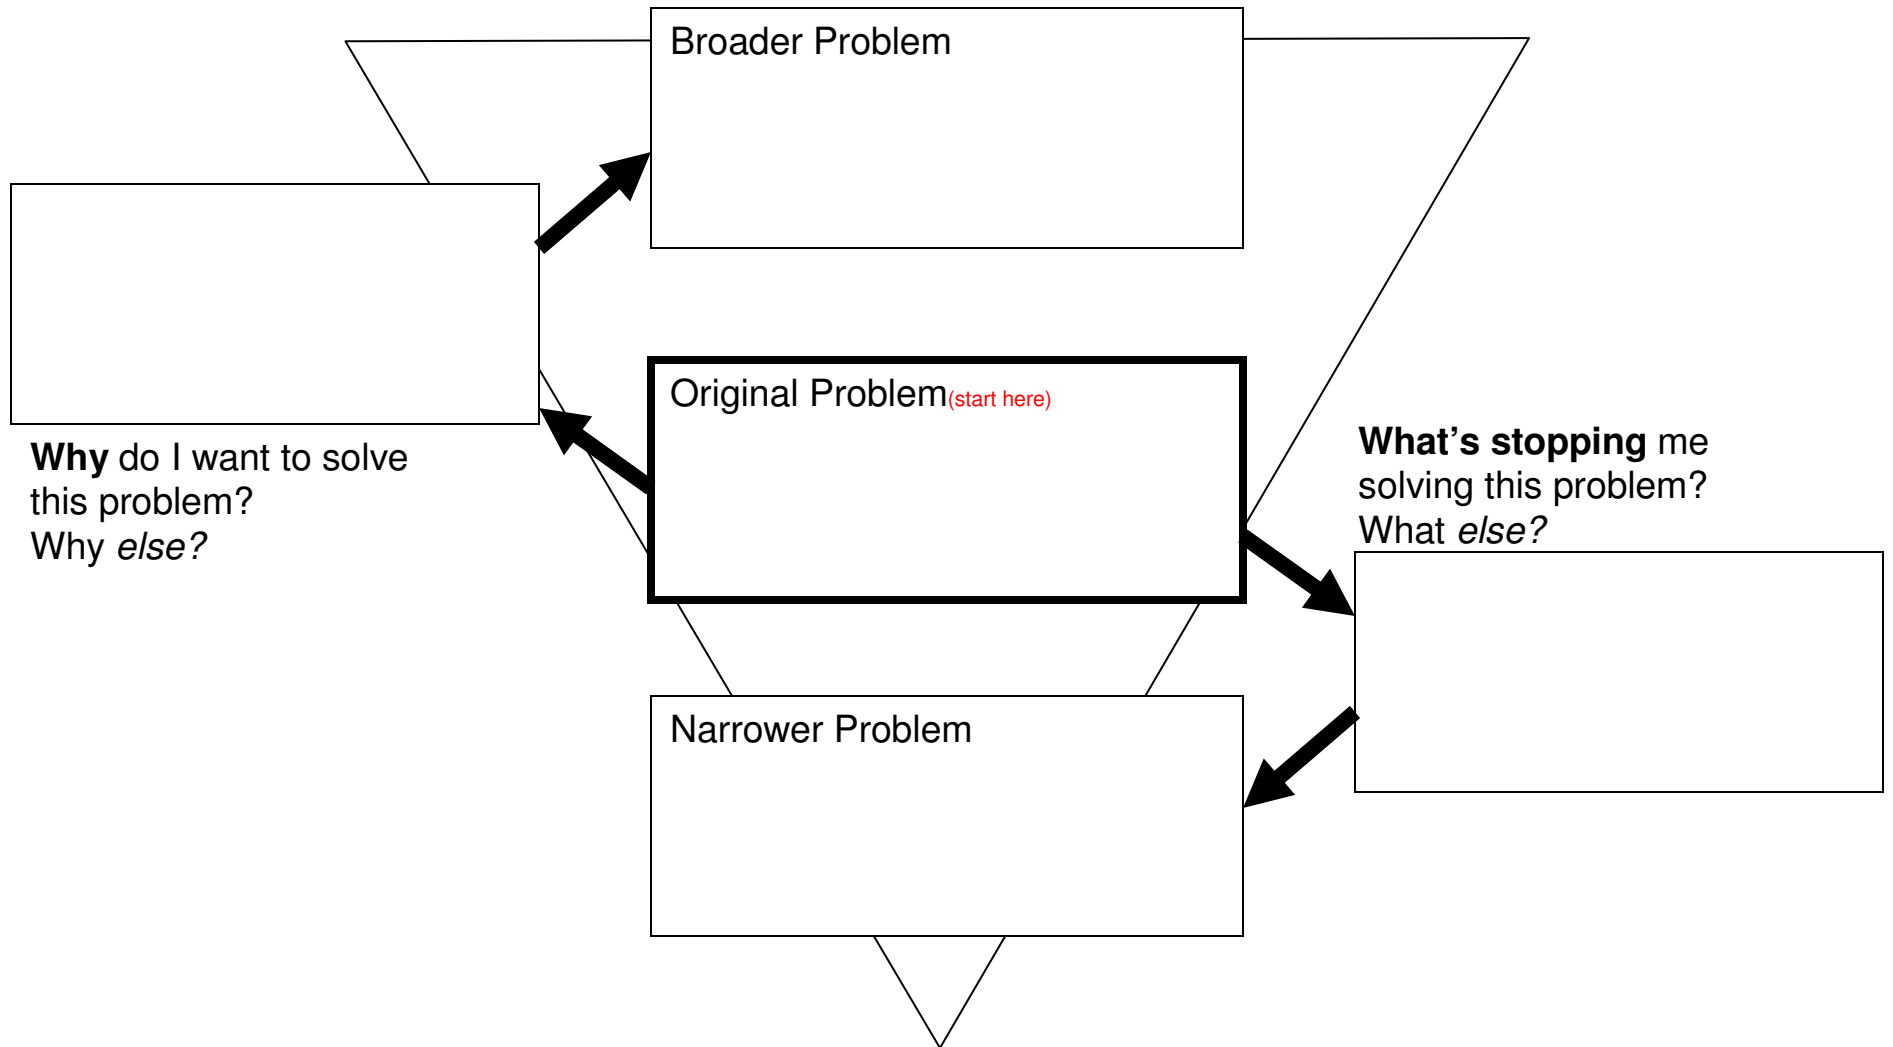 Broader Problem
Original Problem(start here)
Why do I want to solve
this problem?
Why else?
What’s stopping me
solving this problem?
What else?
Narrower Problem